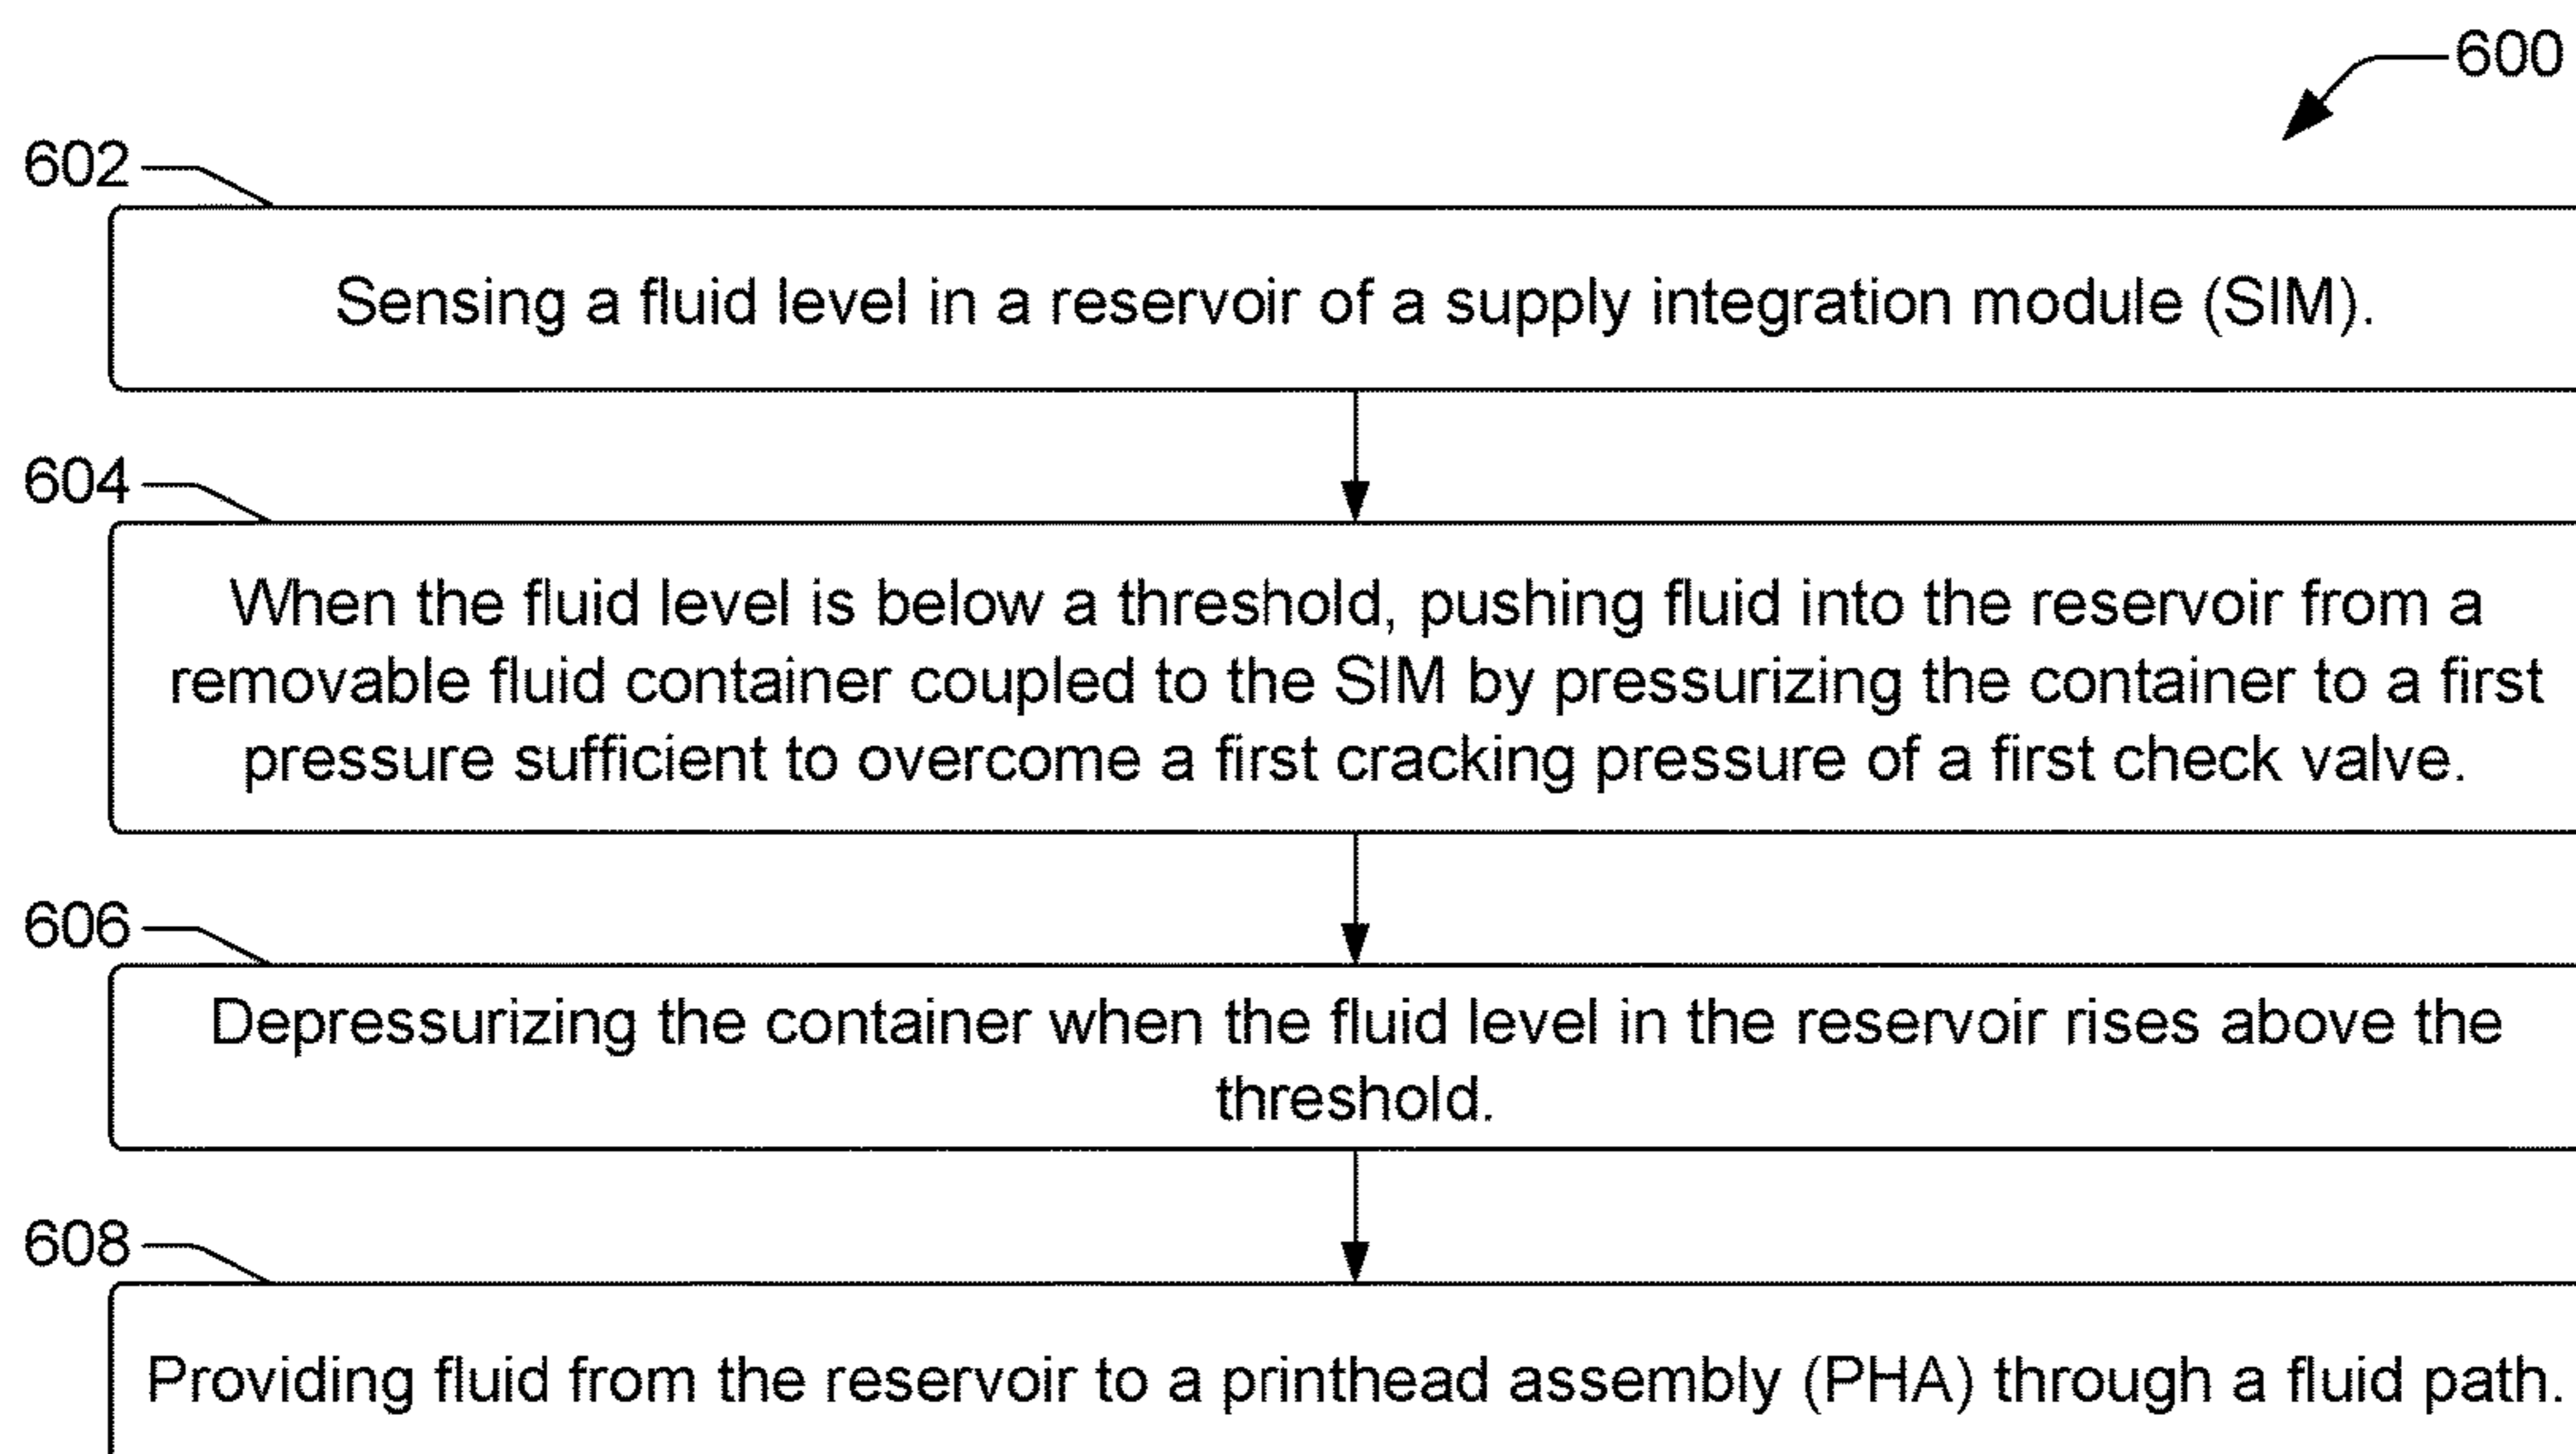 600
602
Sensing a fluid level in a reservoir of a supply integration module (SIM).
604
When the fluid level is below a threshold, pushing fluid into the reservoir from a
removable fluid container coupled to the SIM by pressurizing the container to a first
pressure sufficient to overcome a first cracking pressure of a first check valve.
606
Depressurizing the container when the fluid level in the reservoir rises above the
threshold.
608
Providing fluid from the reservoir to a printhead assembly (PHA) through a fluid path.